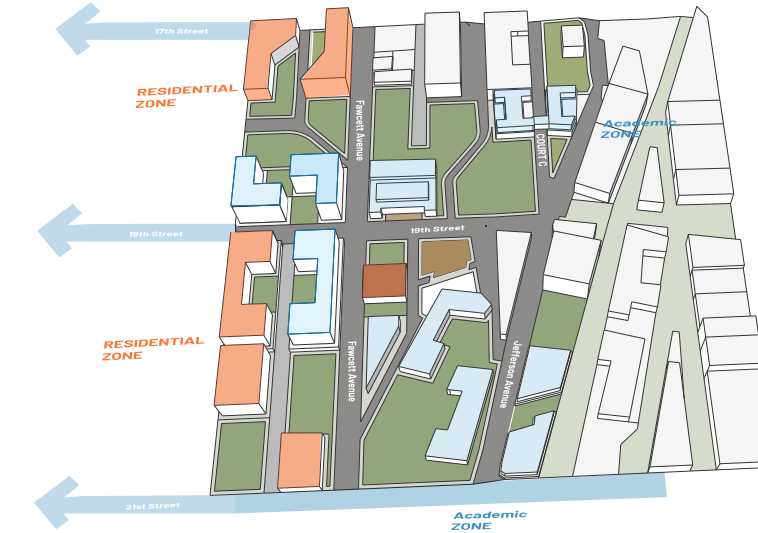 17th Street
RESIDENTIAL
ZONE
Fawcett Avenue
COURT C
Academic
ZONE
19th Street
19th Street
RESIDENTIAL
ZONE
Fawcett Avenue
Jefferson Avenue
21st Street
Academic
ZONE